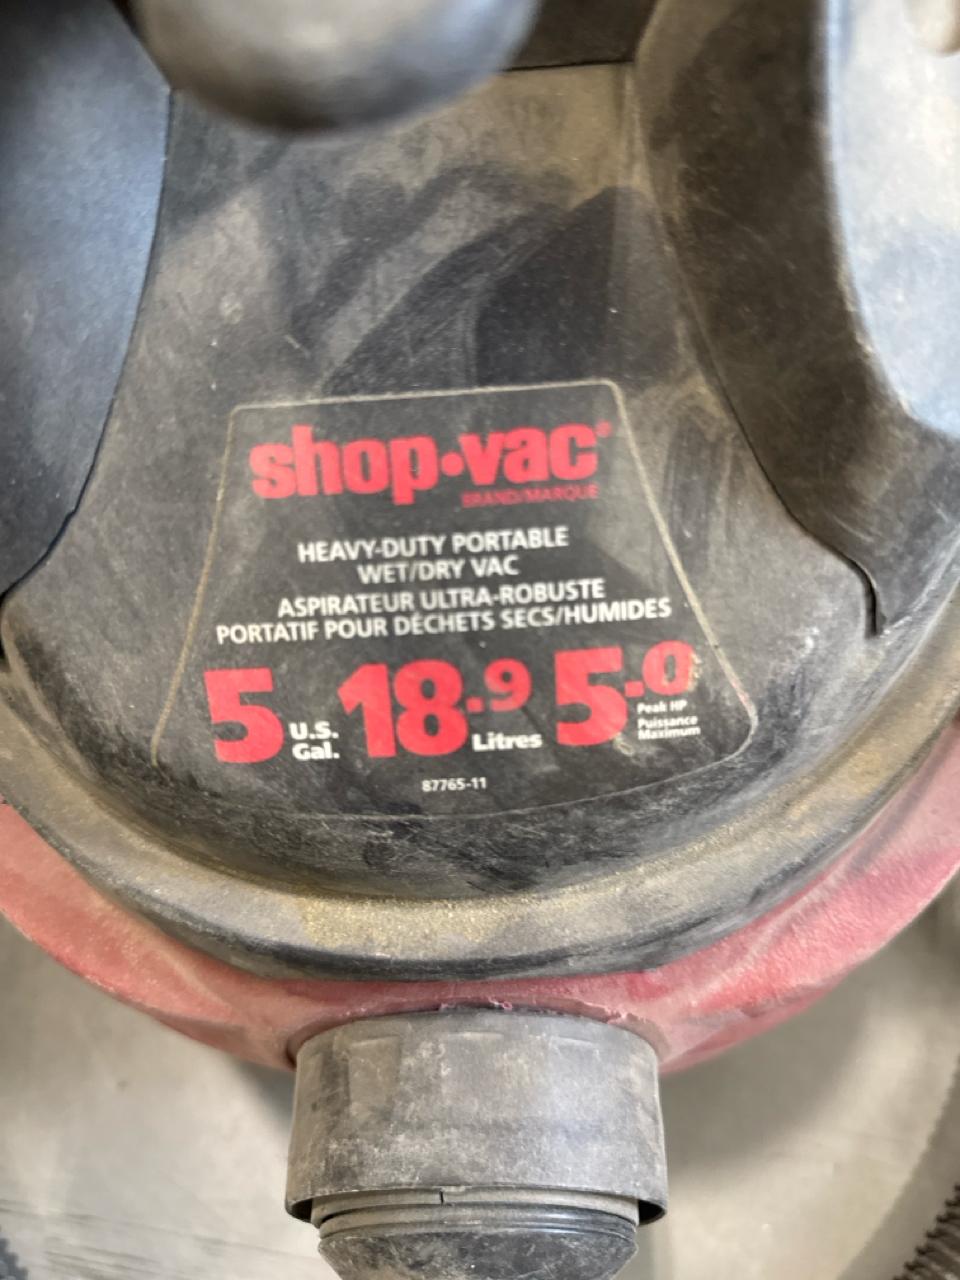 shop·vac®
BRAND/MARQUE
HEAVY-DUTY PORTABLE
WET/DRY VAC
ASPIRATEUR ULTRA-ROBUSTE
PORTATIF POUR DÉCHETS SECS/HUMIDES
5 U.S. Gal. 18.9 Litres 5.0 Peak HP Puissance Maximum
87765-11